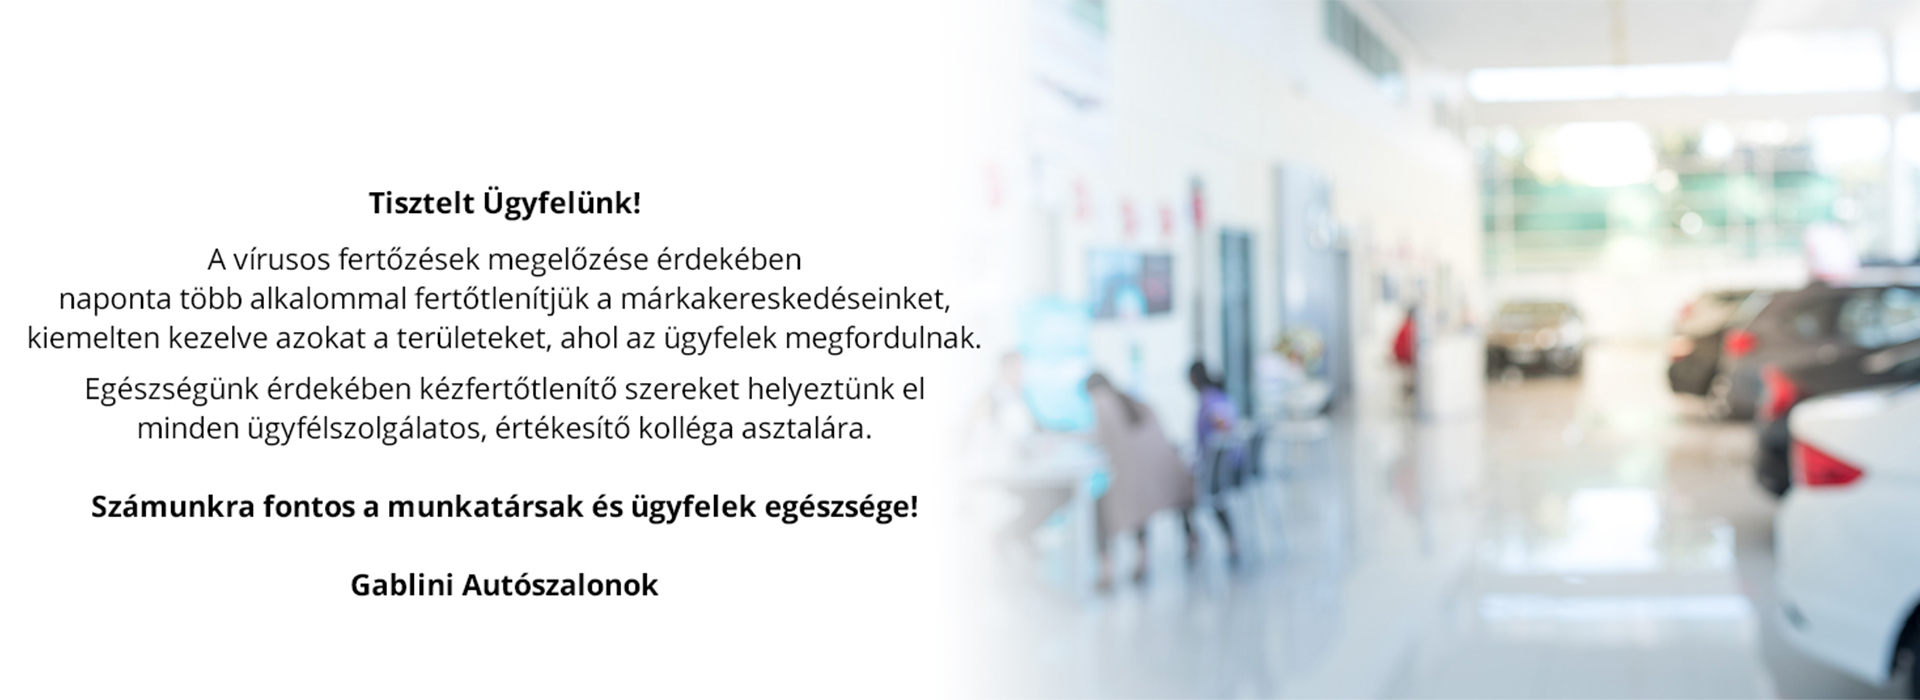 Tisztelt Ügyfelünk!
A vírusos fertőzések megelőzése érdekében
naponta több alkalommal fertőtlenítjük a márkakereskedéseinket,
kiemelten kezelve azokat a területeket, ahol az ügyfelek megfordulnak.
Egészségünk érdekében kézfertőtlenítő szereket helyeztünk el
minden ügyfélszolgálatos, értékesítő kolléga asztalára.
Számunkra fontos a munkatársak és ügyfelek egészsége!
Gablini Autószalonok